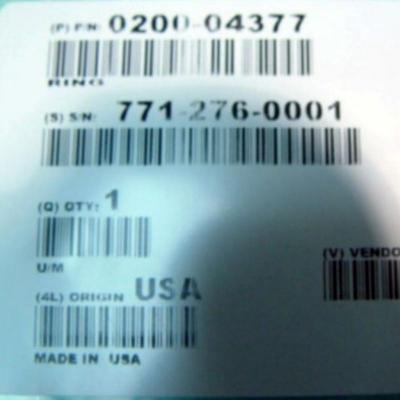 (P) P/N: 0200-04377
RING
(S) S/N: 771-276-0001
(Q) QTY: 1
U/M
(V) VENDO
(4L) ORIGIN USA
MADE IN USA